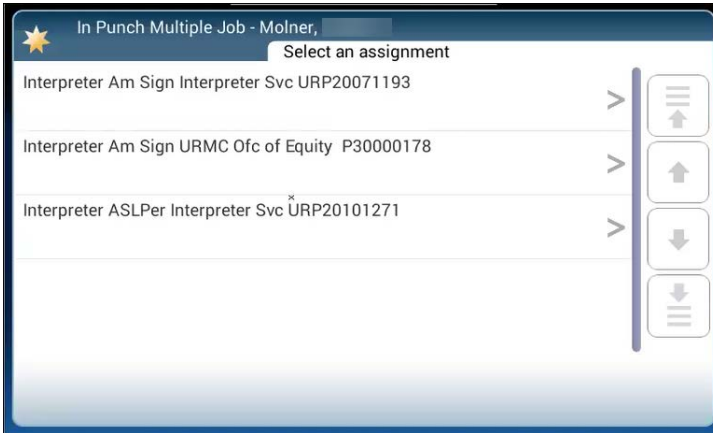 In Punch Multiple Job - Molner,
Select an assignment
Interpreter Am Sign Interpreter Svc URP20071193
Interpreter Am Sign URMC Ofc of Equity P30000178
Interpreter ASLPer Interpreter Svc URP20101271